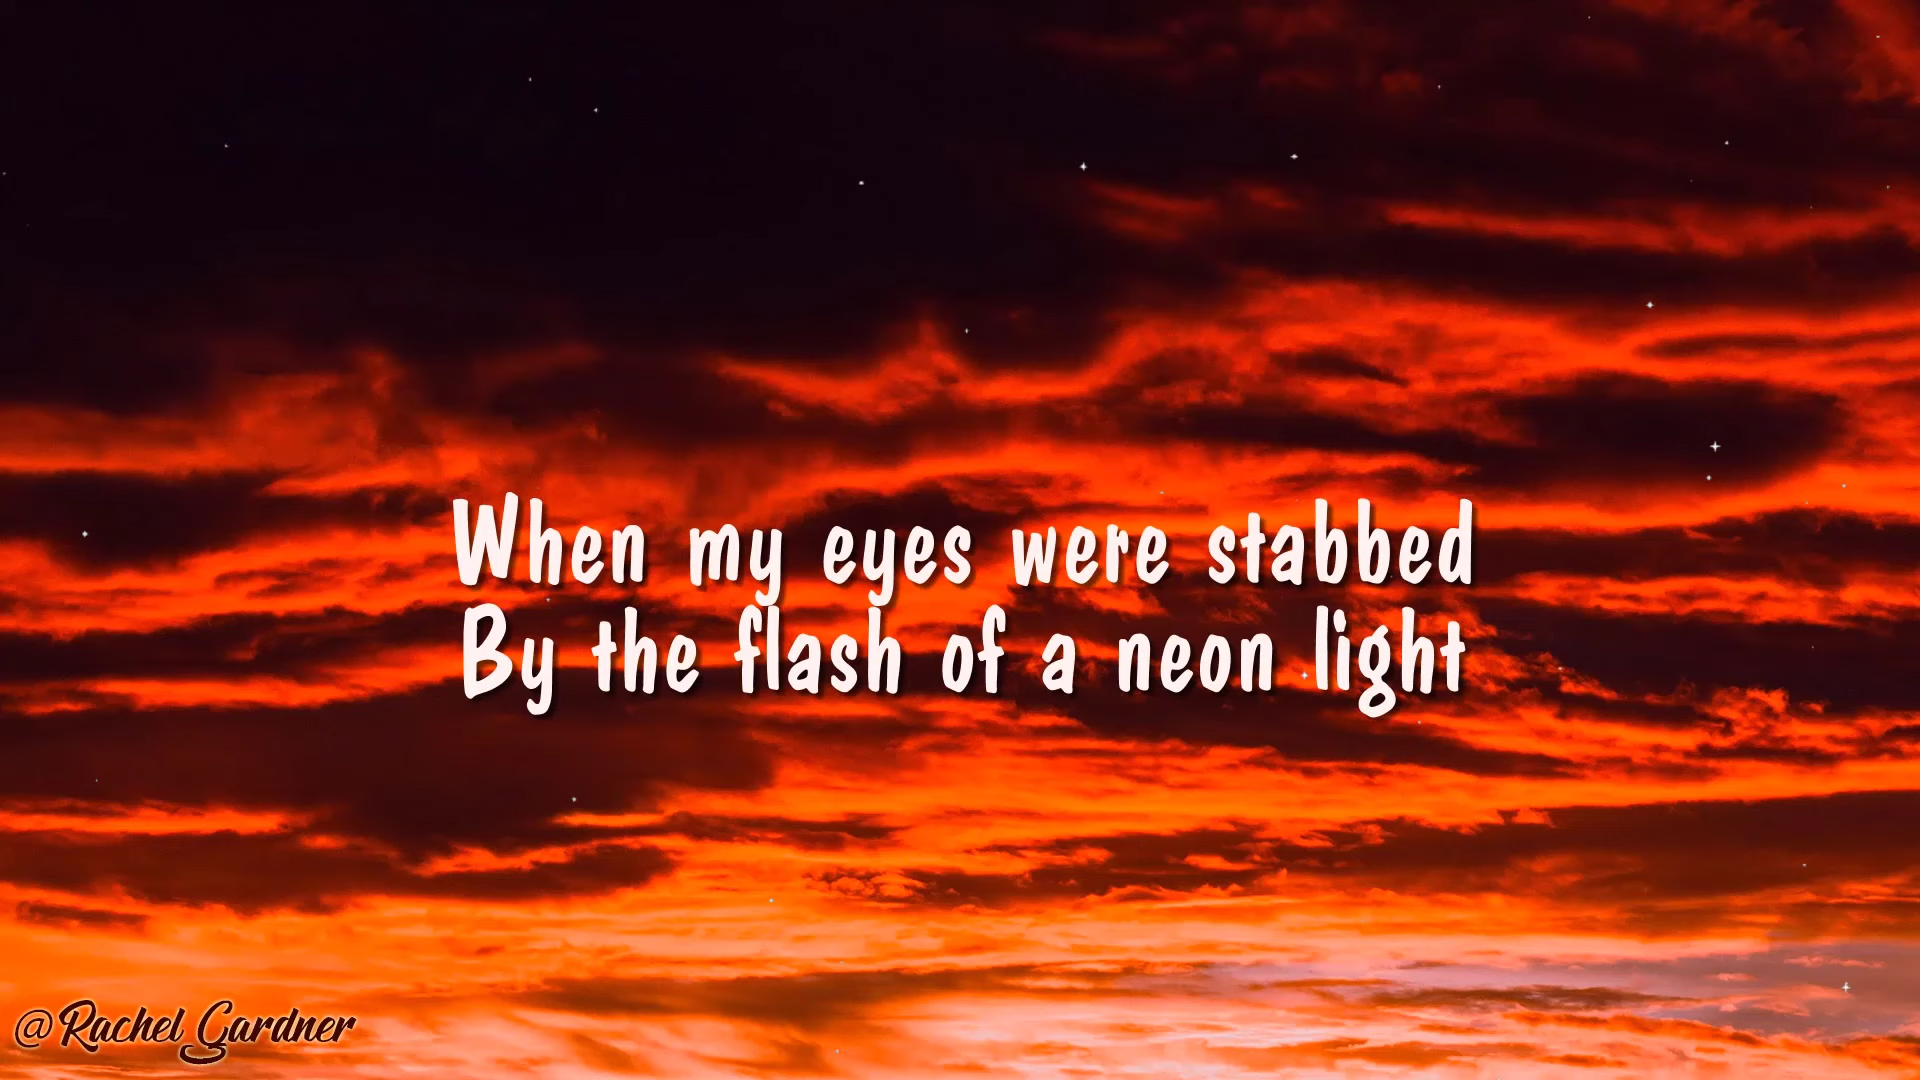 When my eyes were stabbed
By the flash of a neon light
@Rachel Gardner